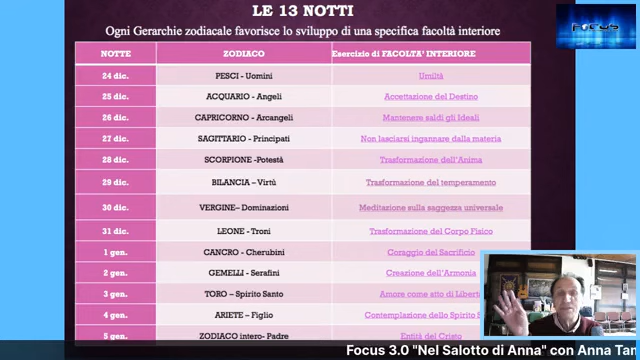 LE 13 NOTTI
Ogni Gerarchie zodiacale favorisce lo sviluppo di una specifica facoltà interiore
NOTTE ZODIACO Esercizio di FACOLTA' INTERIORE
24 dic. PESCI - Uomini Umiltà
25 dic. ACQUARIO - Angeli Accettazione del Destino
26 dic. CAPRICORNO - Arcangeli Mantenere saldi gli Ideali
27 dic. SAGITTARIO - Principati Non lasciarsi ingannare dalla materia
28 dic. SCORPIONE -Potestà Trasformazione dell'Anima
29 dic. BILANCIA – Virtù Trasformazione del temperamento
30 dic. VERGINE– Dominazioni Meditazione sulla saggezza universale
31 dic. LEONE - Troni Trasformazione del Corpo Fisico
1 gen. CANCRO - Cherubini Coraggio del Sacrificio
2 gen. GEMELLI - Serafini Creazione dell'Armonia
3 gen. TORO – Spirito Santo Amore come atto di Libert
4 gen. ARIETE – Figlio Contemplazione dello Spirito S
5 gen. ZODIACO intero- Padre Entità del Cristo
FOCUS
Focus 3.0 "Nel Salotto di Anna" con Anna Tar